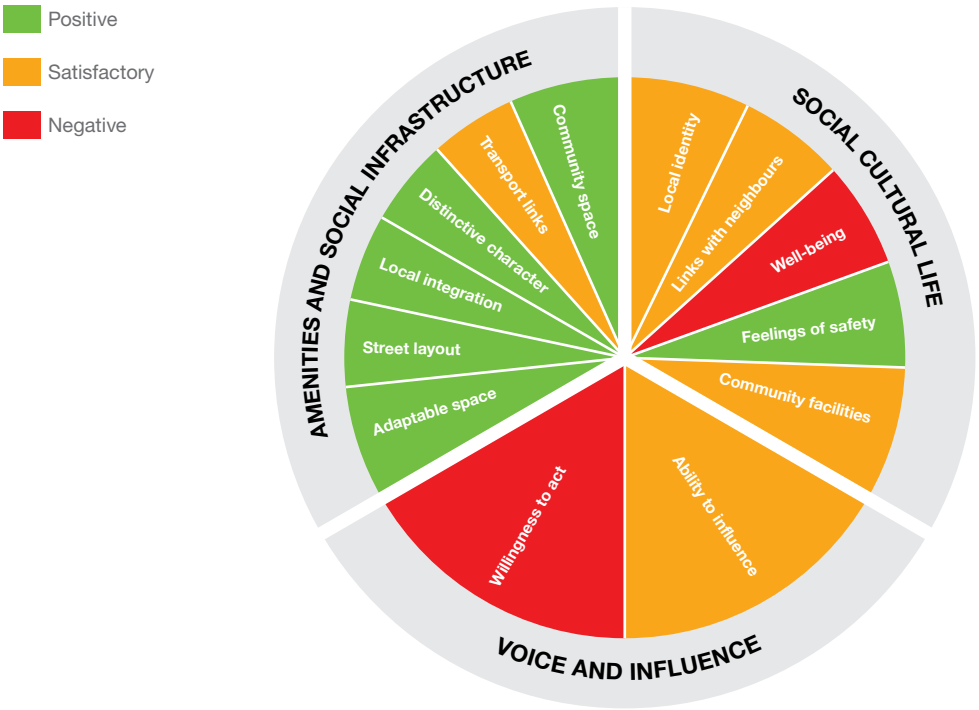 Positive
Satisfactory
Negative
AMENITIES AND SOCIAL INFRASTRUCTURE
Community space
Transport links
Distinctive character
Local integration
Street layout
Adaptable space
SOCIAL CULTURAL LIFE
Local identity
Links with neighbours
Well-being
Feelings of safety
Community facilities
VOICE AND INFLUENCE
Ability to influence
Willingness to act